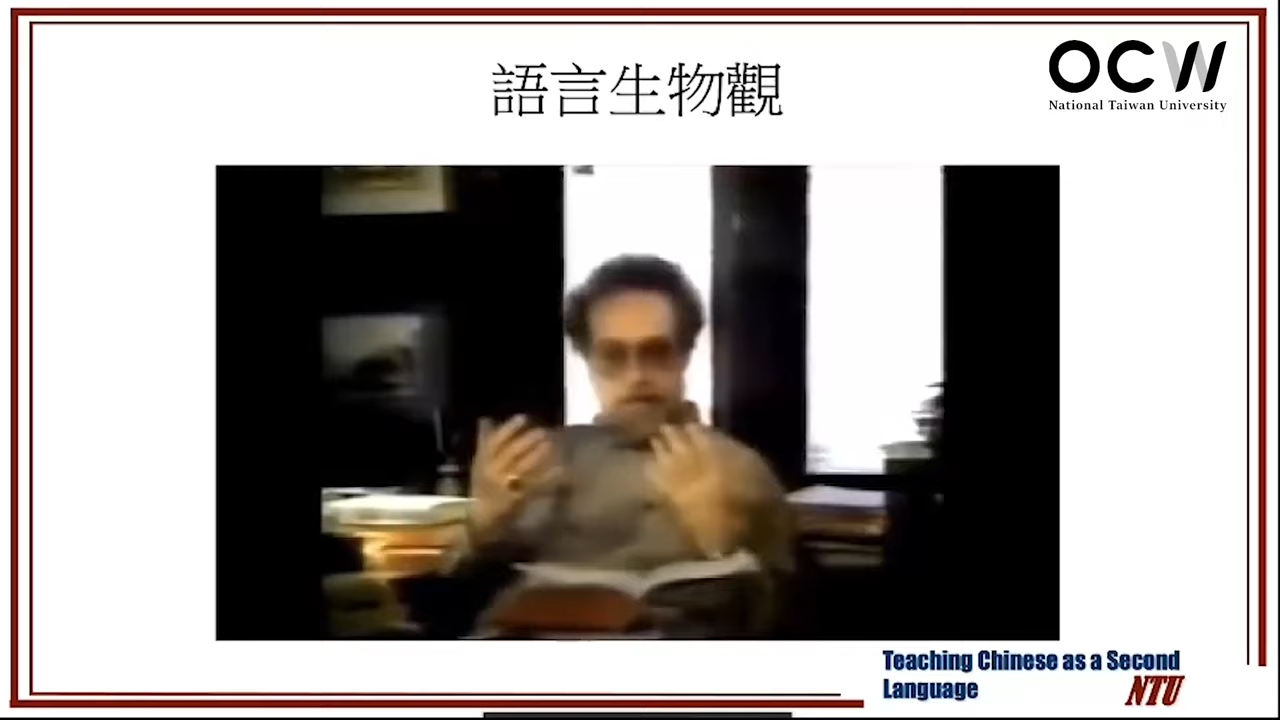 語言生物觀
OCW
National Taiwan University
Teaching Chinese as a Second
Language
NTU